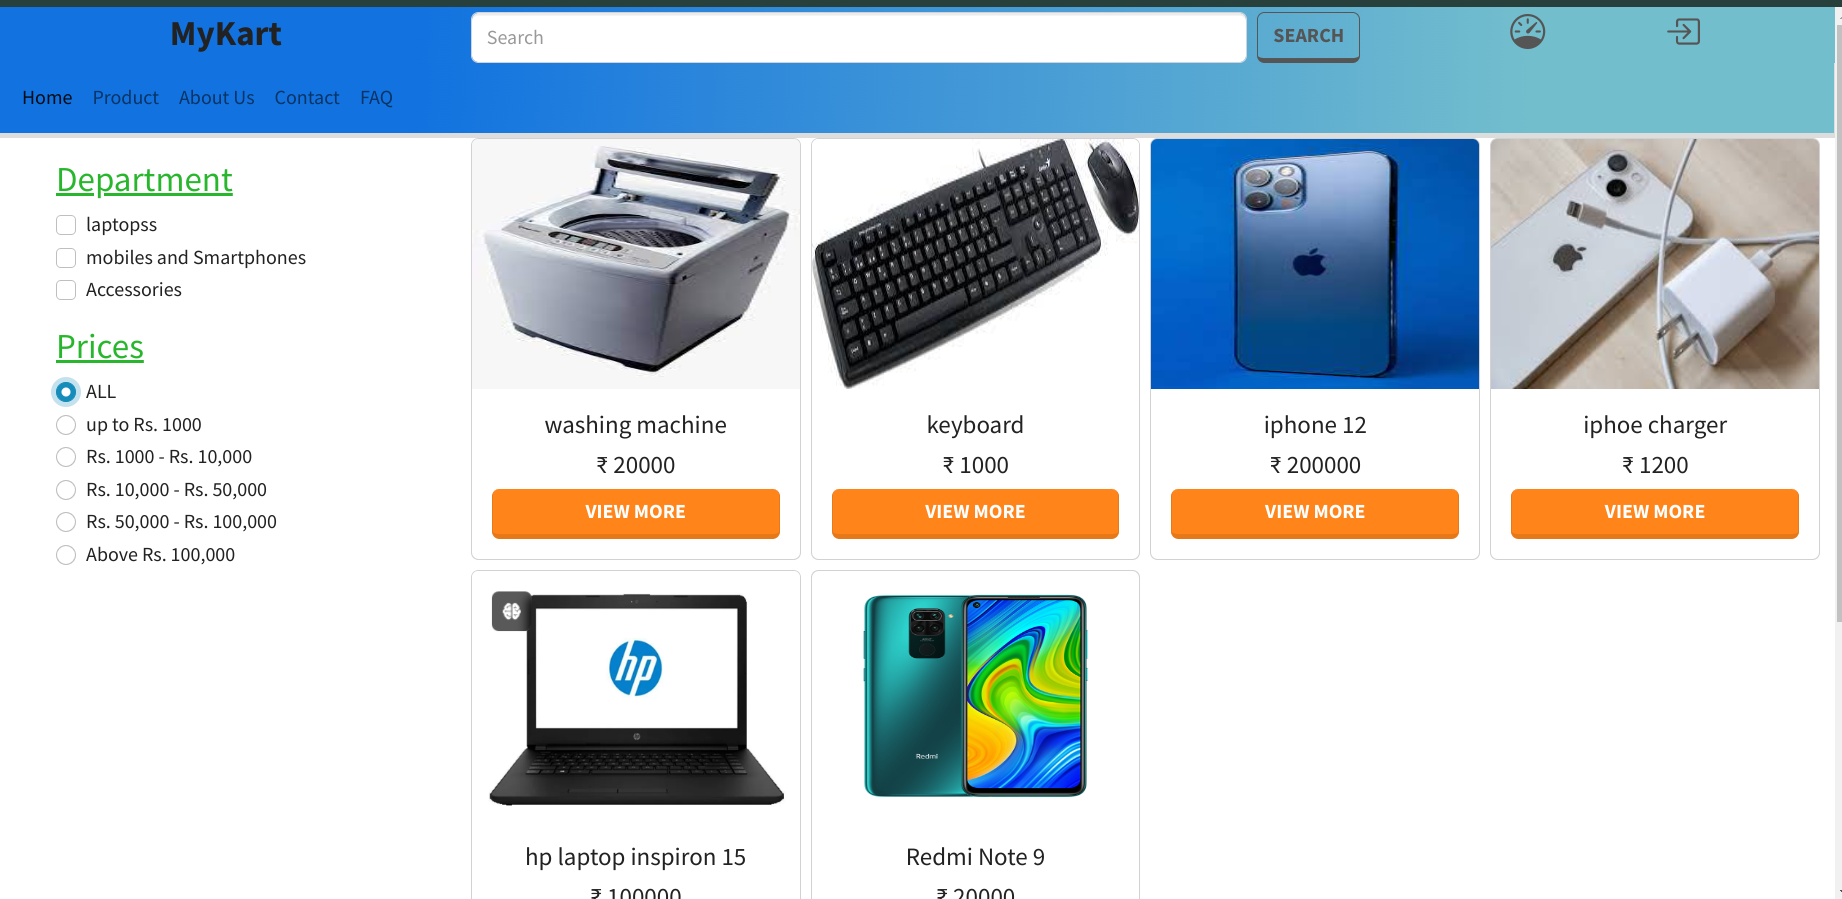 MyKart
Search
SEARCH
Home Product About Us Contact FAQ
Department
laptopss
mobiles and Smartphones
Accessories
Prices
ALL
up to Rs. 1000
Rs. 1000 - Rs. 10,000
Rs. 10,000 - Rs. 50,000
Rs. 50,000 - Rs. 100,000
Above Rs. 100,000
washing machine
₹ 20000
VIEW MORE
keyboard
₹ 1000
VIEW MORE
iphone 12
₹ 200000
VIEW MORE
iphoe charger
₹ 1200
VIEW MORE
hp
hp laptop inspiron 15
₹ 100000
Redmi
Redmi Note 9
₹ 20000